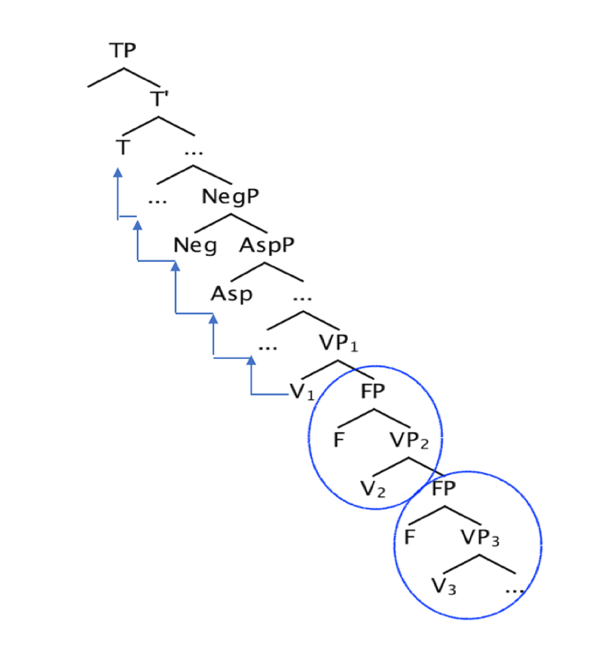 TP
T'
T ...
... NegP
Neg AspP
Asp ...
... VP₁
V₁ FP
F VP₂
V₂ FP
F VP₃
V₃ ...